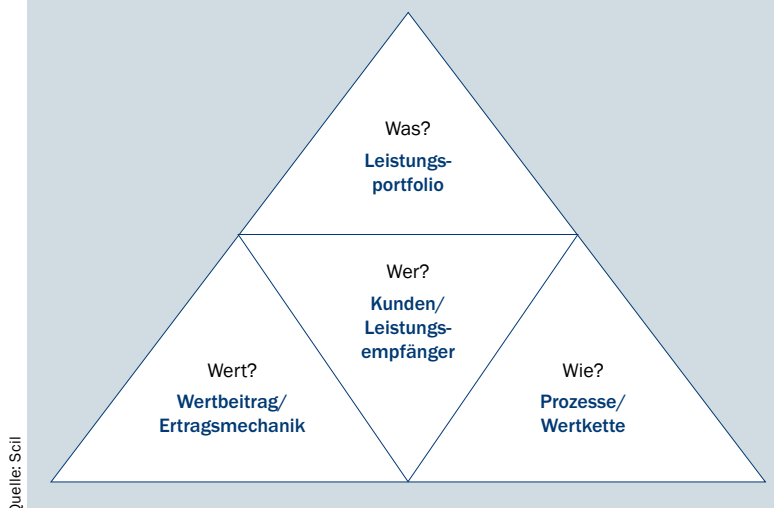 Was?
Leistungs-
portfolio
Wer?
Kunden/
Leistungs-
empfänger
Wert?
Wertbeitrag/
Ertragsmechanik
Wie?
Prozesse/
Wertkette
Quelle: Scil